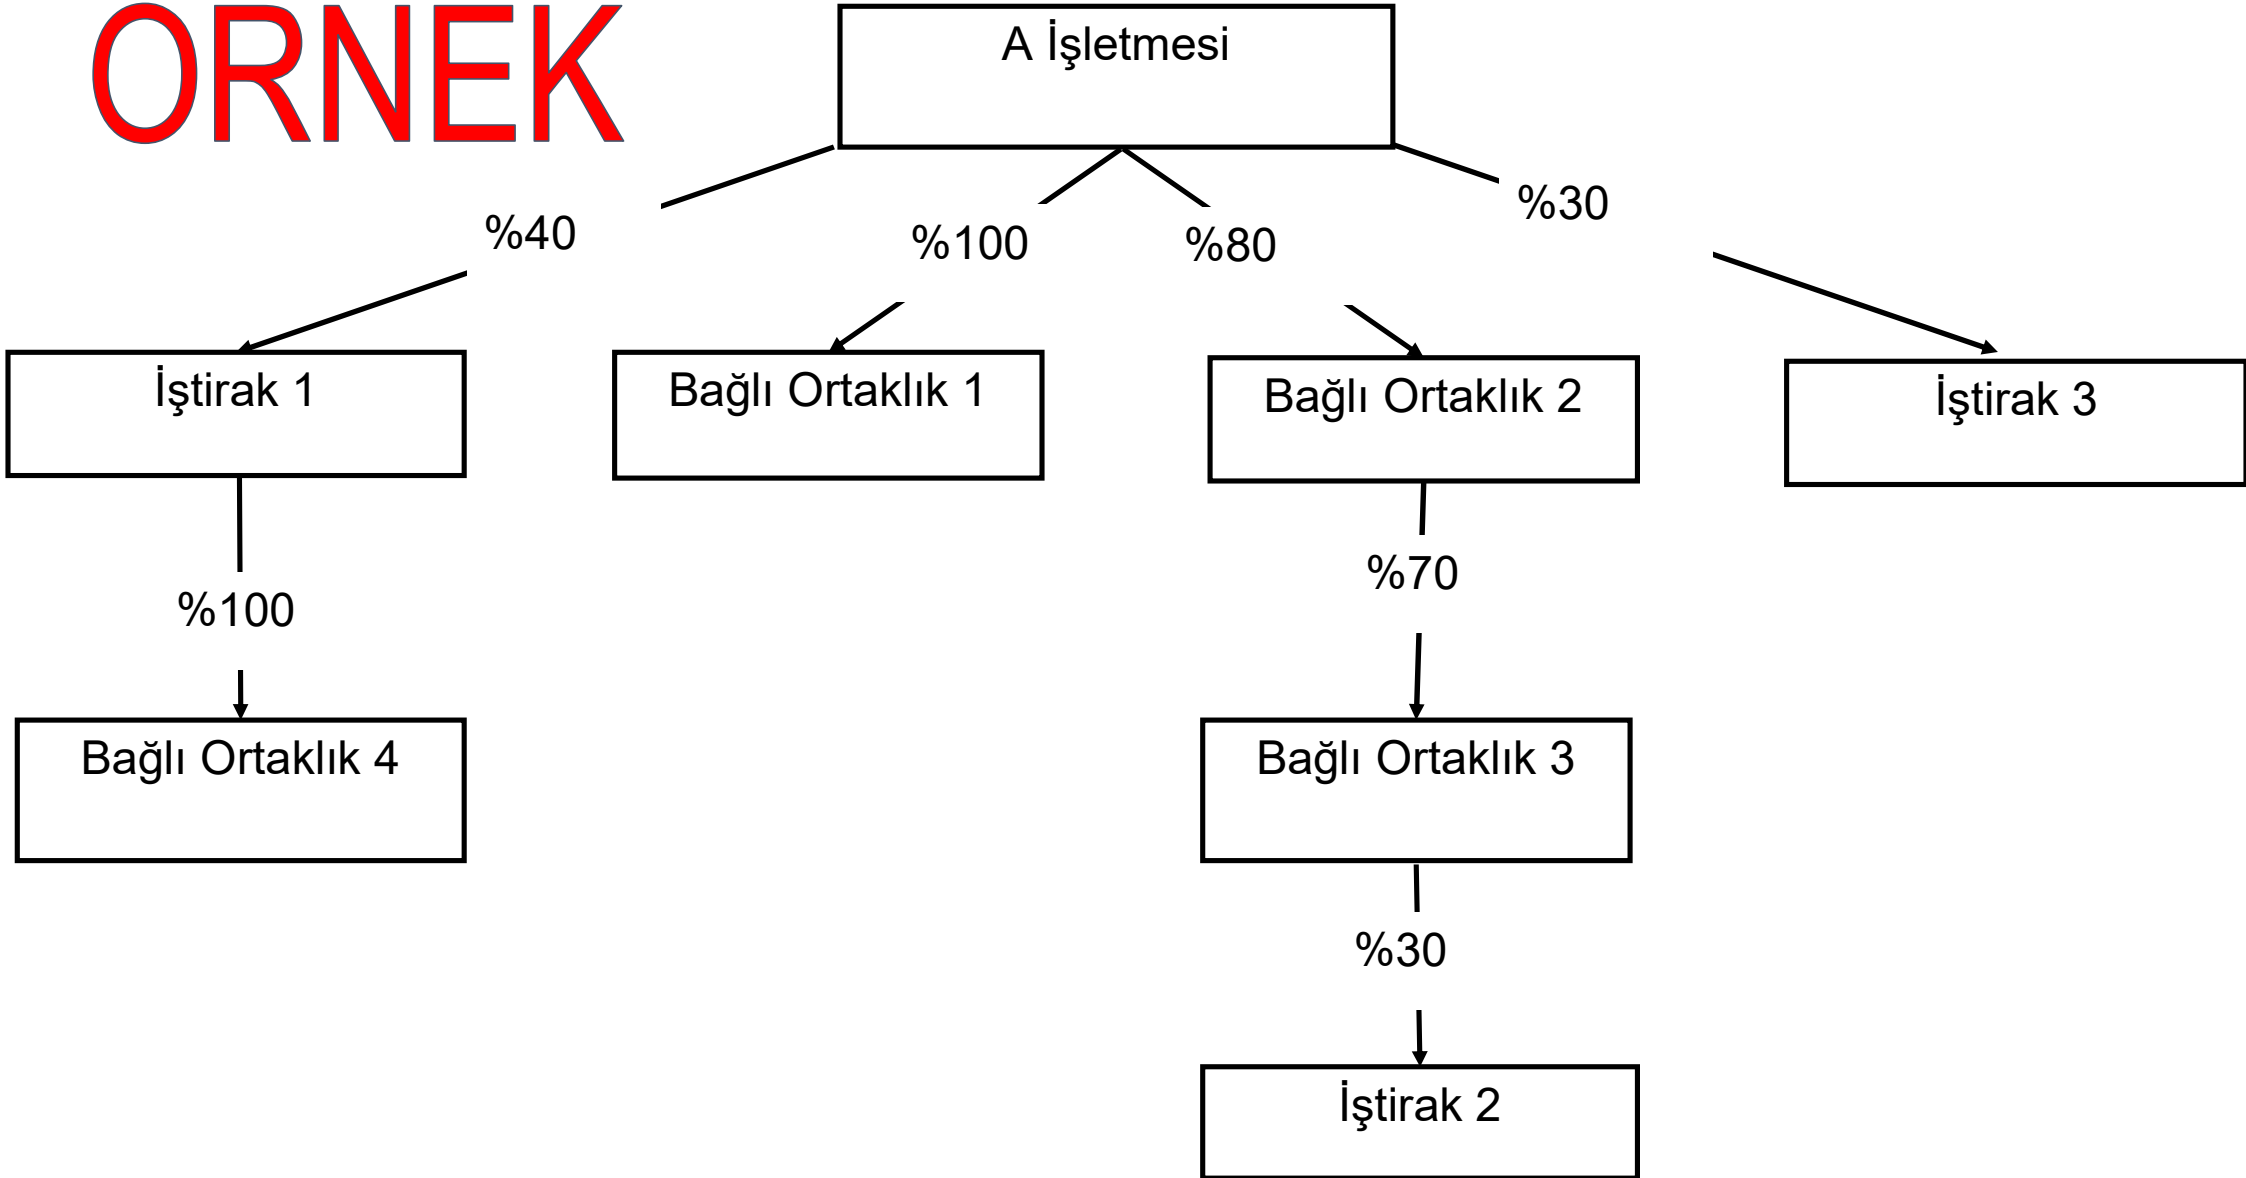 ORNEK
A İşletmesi
%40
%100
%80
%30
İştirak 1
Bağlı Ortaklık 1
Bağlı Ortaklık 2
İştirak 3
%100
%70
Bağlı Ortaklık 4
Bağlı Ortaklık 3
%30
İştirak 2